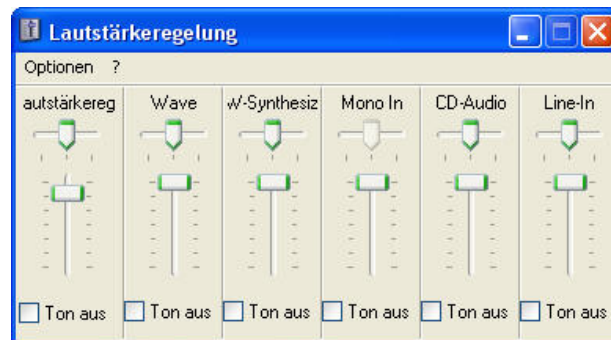 Lautstärkeregelung
Optionen ?
autstärkereg Wave W-Synthesiz Mono In CD-Audio Line-In
Ton aus Ton aus Ton aus Ton aus Ton aus Ton aus